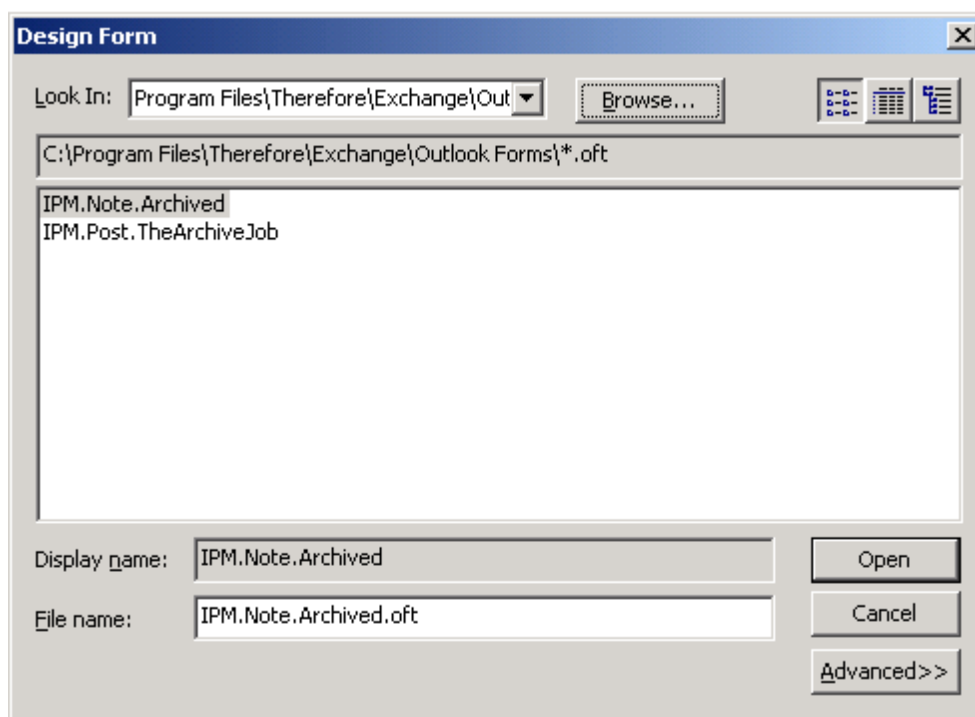 Design Form
Look In: Program Files\Therefore\Exchange\Out Browse...
C:\Program Files\Therefore\Exchange\Outlook Forms\*.oft
IPM.Note.Archived
IPM.Post.TheArchiveJob
Display name: IPM.Note.Archived Open
File name: IPM.Note.Archived.oft Cancel
Advanced>>